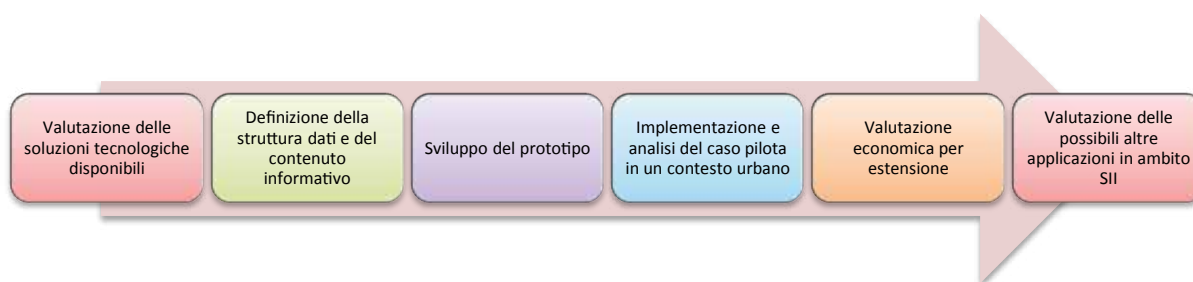 Valutazione delle
soluzioni tecnologiche
disponibili
Definizione della
struttura dati e del
contenuto
informativo
Sviluppo del prototipo
Implementazione e
analisi del caso pilota
in un contesto urbano
Valutazione
economica per
estensione
Valutazione delle
possibili altre
applicazioni in ambito
SII